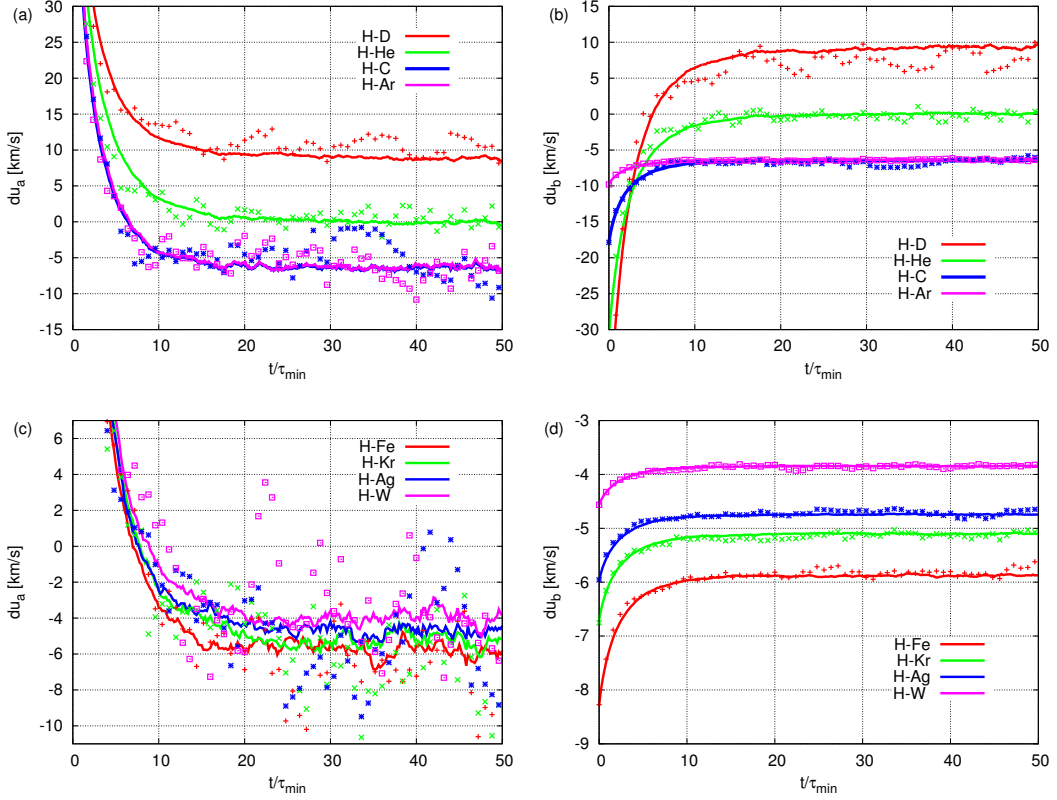 (a)
du_a [km/s]
30
25
20
15
10
5
0
-5
-10
-15
H-D
H-He
H-C
H-Ar
0 10 20 30 40 50
t/τ_min
(b)
du_b [km/s]
15
10
5
0
-5
-10
-15
-20
-25
-30
H-D
H-He
H-C
H-Ar
0 10 20 30 40 50
t/τ_min
(c)
du_a [km/s]
6
4
2
0
-2
-4
-6
-8
-10
H-Fe
H-Kr
H-Ag
H-W
0 10 20 30 40 50
t/τ_min
(d)
du_b [km/s]
-3
-4
-5
-6
-7
-8
-9
H-Fe
H-Kr
H-Ag
H-W
0 10 20 30 40 50
t/τ_min